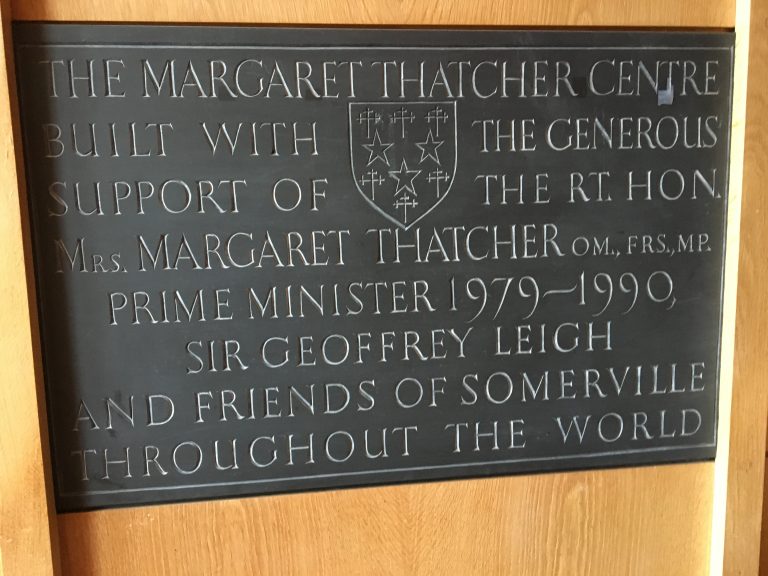 THE MARGARET THATCHER CENTRE
BUILT WITH THE GENEROUS
SUPPORT OF THE RT. HON.
MRS. MARGARET THATCHER OM., FRS., MP.
PRIME MINISTER 1979~1990,
SIR GEOFFREY LEIGH
AND FRIENDS OF SOMERVILLE
THROUGHOUT THE WORLD